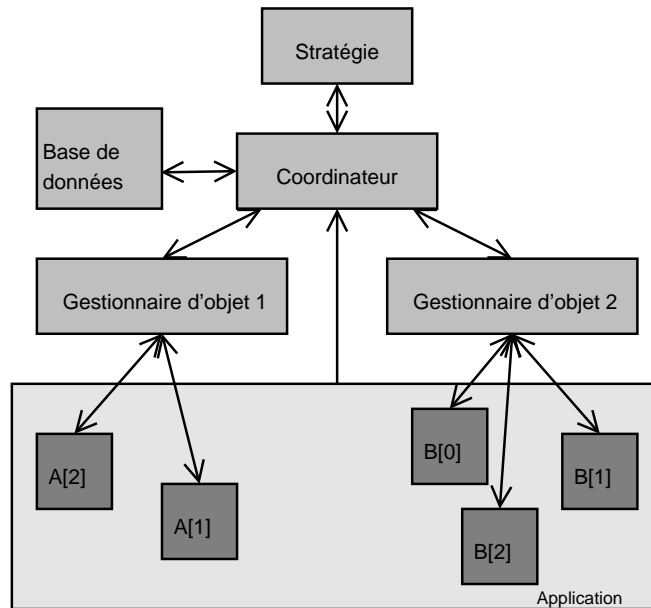 Stratégie
Base de
données
Coordinateur
Gestionnaire d'objet 1
Gestionnaire d'objet 2
A[2]
B[0]
B[1]
A[1]
B[2]
Application